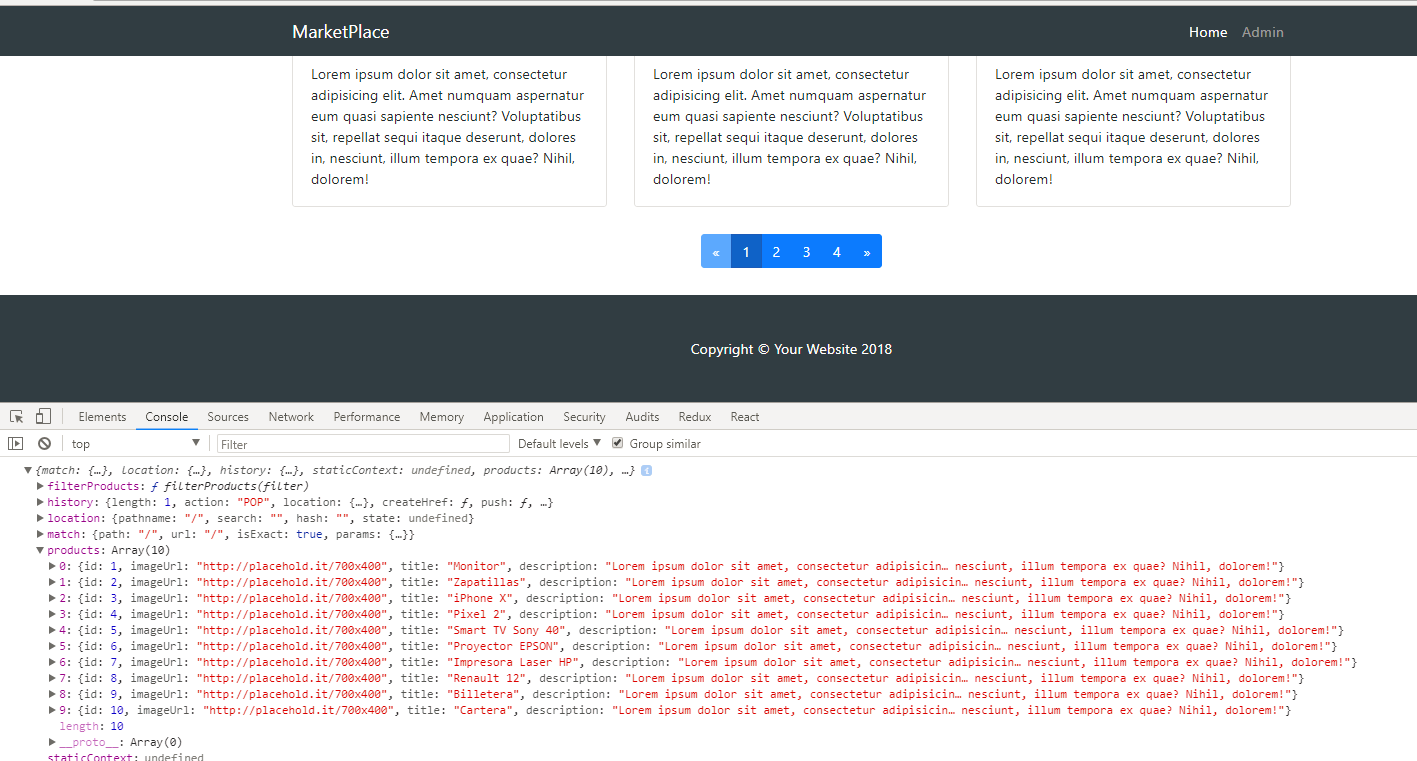 MarketPlace Home Admin
Lorem ipsum dolor sit amet, consectetur
adipisicing elit. Amet numquam aspernatur
eum quasi sapiente nesciunt? Voluptatibus
sit, repellat sequi itaque deserunt, dolores
in, nesciunt, illum tempora ex quae? Nihil,
dolorem!
Lorem ipsum dolor sit amet, consectetur
adipisicing elit. Amet numquam aspernatur
eum quasi sapiente nesciunt? Voluptatibus
sit, repellat sequi itaque deserunt, dolores
in, nesciunt, illum tempora ex quae? Nihil,
dolorem!
Lorem ipsum dolor sit amet, consectetur
adipisicing elit. Amet numquam aspernatur
eum quasi sapiente nesciunt? Voluptatibus
sit, repellat sequi itaque deserunt, dolores
in, nesciunt, illum tempora ex quae? Nihil,
dolorem!
« 1 2 3 4 »
Copyright © Your Website 2018
Elements Console Sources Network Performance Memory Application Security Audits Redux React
top Filter Default levels Group similar
{match: {…}, location: {…}, history: {…}, staticContext: undefined, products: Array(10), …}
filterProducts: ƒ filterProducts(filter)
history: {length: 1, action: "POP", location: {…}, createHref: ƒ, push: ƒ, …}
location: {pathname: "/", search: "", hash: "", state: undefined}
match: {path: "/", url: "/", isExact: true, params: {…}}
products: Array(10)
0: {id: 1, imageUrl: "http://placehold.it/700x400", title: "Monitor", description: "Lorem ipsum dolor sit amet, consectetur adipisicin… nesciunt, illum tempora ex quae? Nihil, dolorem!"}
1: {id: 2, imageUrl: "http://placehold.it/700x400", title: "Zapatillas", description: "Lorem ipsum dolor sit amet, consectetur adipisicin… nesciunt, illum tempora ex quae? Nihil, dolorem!"}
2: {id: 3, imageUrl: "http://placehold.it/700x400", title: "iPhone X", description: "Lorem ipsum dolor sit amet, consectetur adipisicin… nesciunt, illum tempora ex quae? Nihil, dolorem!"}
3: {id: 4, imageUrl: "http://placehold.it/700x400", title: "Pixel 2", description: "Lorem ipsum dolor sit amet, consectetur adipisicin… nesciunt, illum tempora ex quae? Nihil, dolorem!"}
4: {id: 5, imageUrl: "http://placehold.it/700x400", title: "Smart TV Sony 40", description: "Lorem ipsum dolor sit amet, consectetur adipisicin… nesciunt, illum tempora ex quae? Nihil, dolorem!"}
5: {id: 6, imageUrl: "http://placehold.it/700x400", title: "Proyector EPSON", description: "Lorem ipsum dolor sit amet, consectetur adipisicin… nesciunt, illum tempora ex quae? Nihil, dolorem!"}
6: {id: 7, imageUrl: "http://placehold.it/700x400", title: "Impresora Laser HP", description: "Lorem ipsum dolor sit amet, consectetur adipisicin… nesciunt, illum tempora ex quae? Nihil, dolorem!"}
7: {id: 8, imageUrl: "http://placehold.it/700x400", title: "Renault 12", description: "Lorem ipsum dolor sit amet, consectetur adipisicin… nesciunt, illum tempora ex quae? Nihil, dolorem!"}
8: {id: 9, imageUrl: "http://placehold.it/700x400", title: "Billetera", description: "Lorem ipsum dolor sit amet, consectetur adipisicin… nesciunt, illum tempora ex quae? Nihil, dolorem!"}
9: {id: 10, imageUrl: "http://placehold.it/700x400", title: "Cartera", description: "Lorem ipsum dolor sit amet, consectetur adipisicin… nesciunt, illum tempora ex quae? Nihil, dolorem!"}
length: 10
__proto__: Array(0)
staticContext: undefined